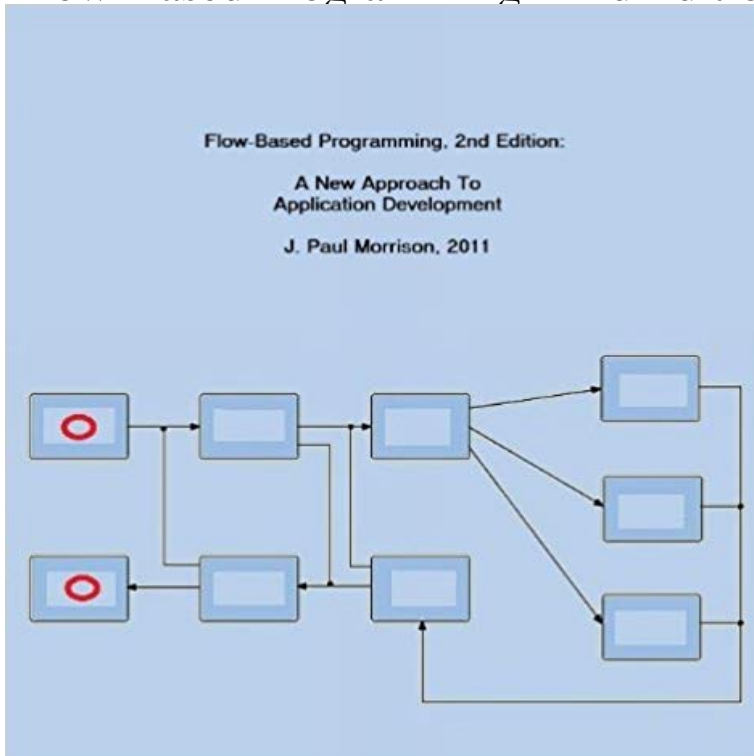 Flow-Based Programming, 2nd Edition:
A New Approach To
Application Development
J. Paul Morrison, 2011